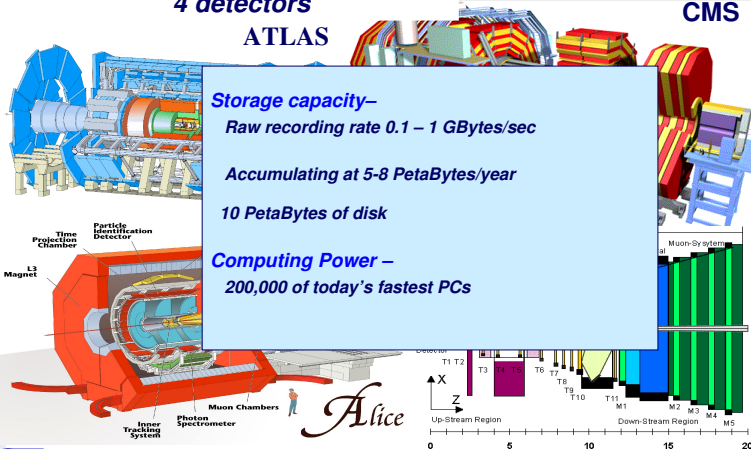 4 detectors
ATLAS
CMS
Storage capacity–
Raw recording rate 0.1 – 1 GBytes/sec
Accumulating at 5-8 PetaBytes/year
10 PetaBytes of disk
Computing Power –
200,000 of today's fastest PCs
Time
Projection
Chamber
Particle
Identification
Detector
L3
Magnet
Inner
Tracking
System
Photon
Spectrometer
Muon Chambers
Alice
Muon-Sysytem
T1 T2
T3
T4
T5
T6
T7
T8
T9
T10
T11
M1
M2
M3
M4
M5
X
Z
Up-Stream Region
Down-Stream Region
0 5 10 15 20